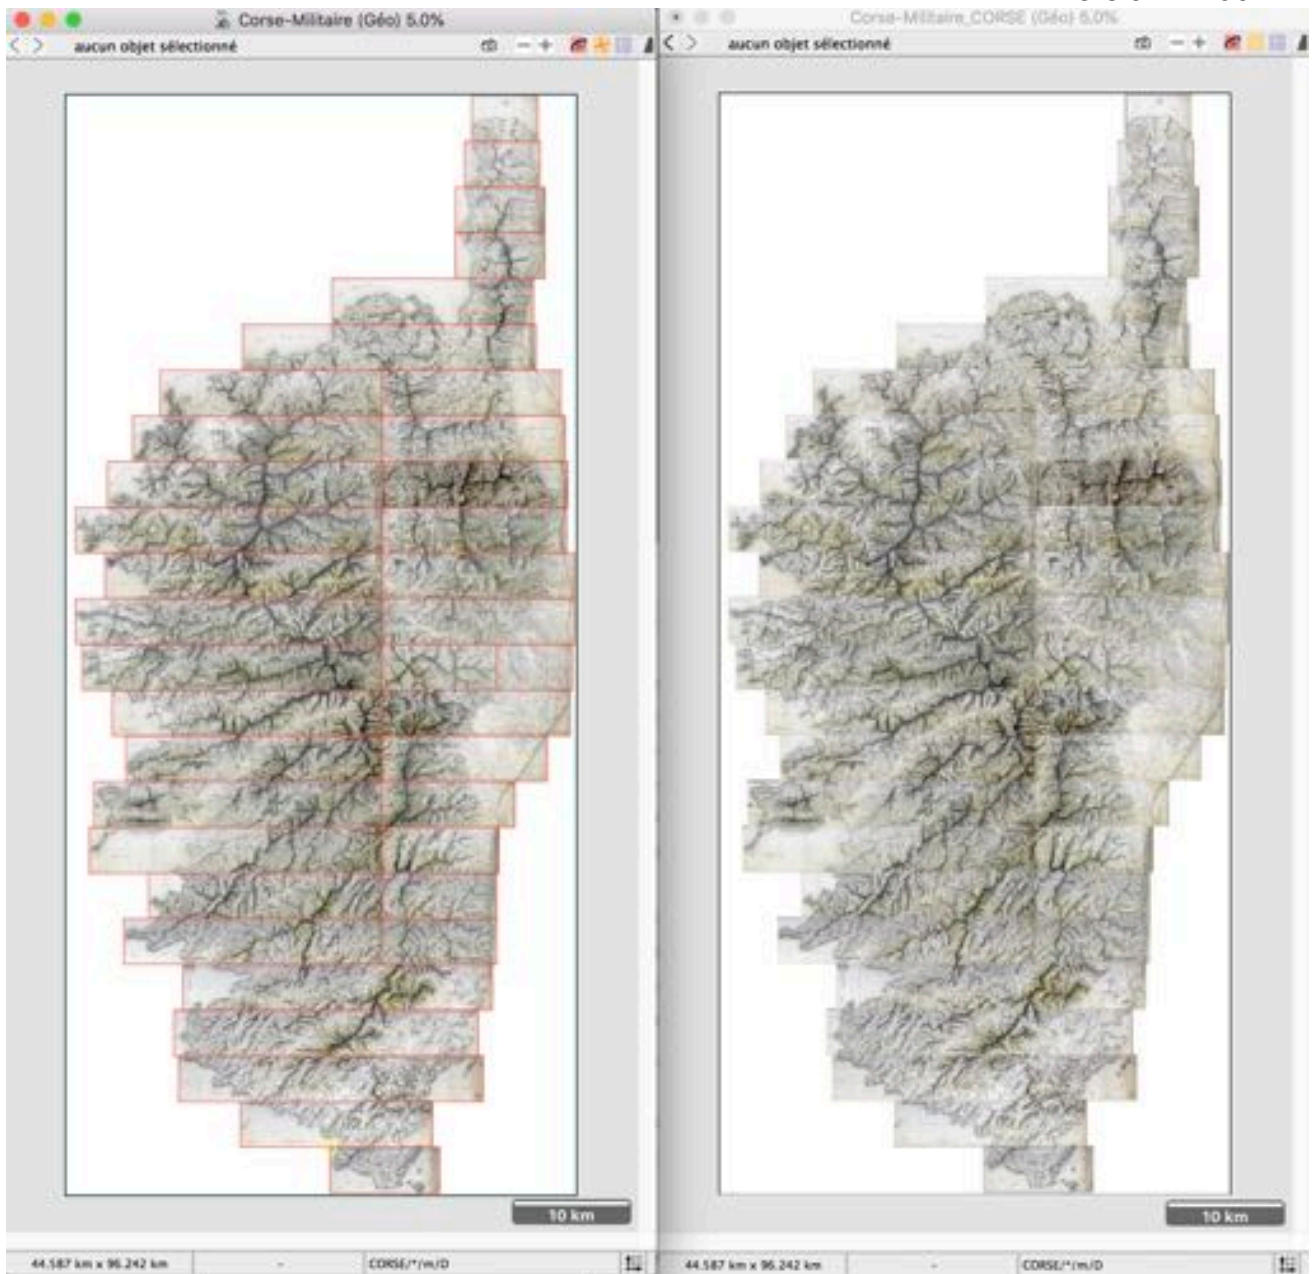 Corse-Militaire (Géo) 5.0%
aucun objet sélectionné
10 km
44.587 km x 96.242 km
-
CORSE/*/m/D
Corse-Militaire_CORSE (Géo) 5.0%
aucun objet sélectionné
10 km
44.587 km x 96.242 km
-
CORSE/*/m/D